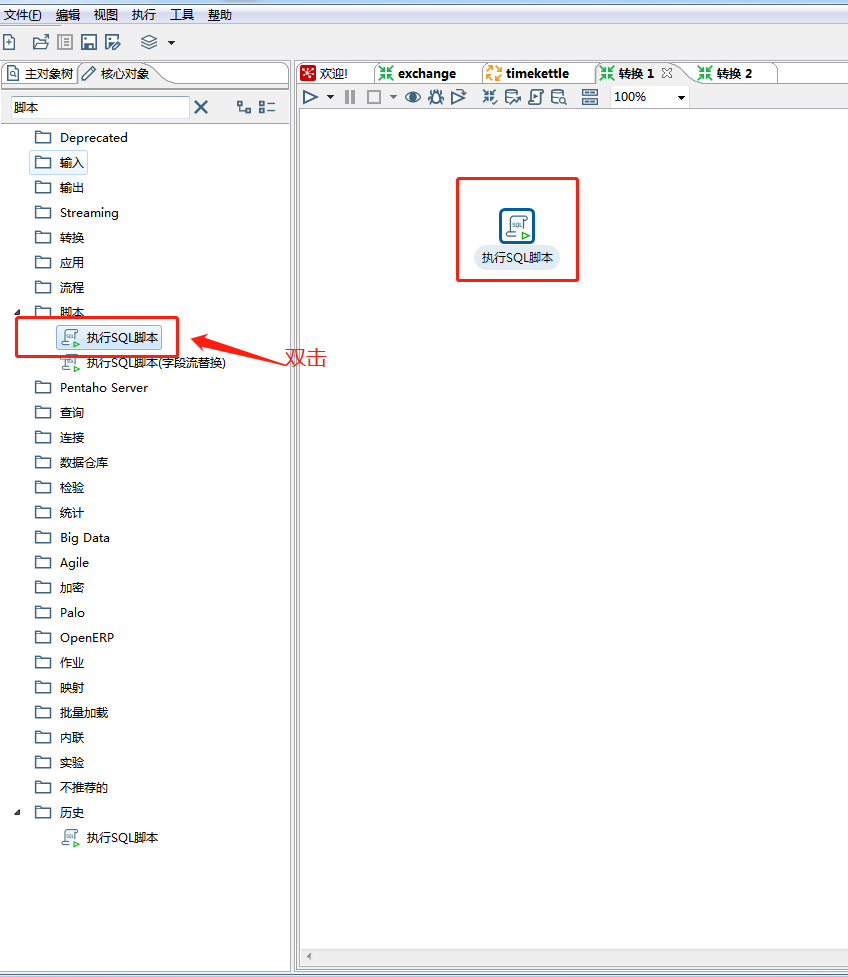 文件(F) 编辑 视图 执行 工具 帮助
主对象树 核心对象
脚本
Deprecated
输入
输出
Streaming
转换
应用
流程
脚本
执行SQL脚本
执行SQL脚本(字段流替换)
Pentaho Server
查询
连接
数据仓库
检验
统计
Big Data
Agile
加密
Palo
OpenERP
作业
映射
批量加载
内联
实验
不推荐的
历史
执行SQL脚本
双击
欢迎! exchange timekettle 转换 1 转换 2
100%
SQL
执行SQL脚本